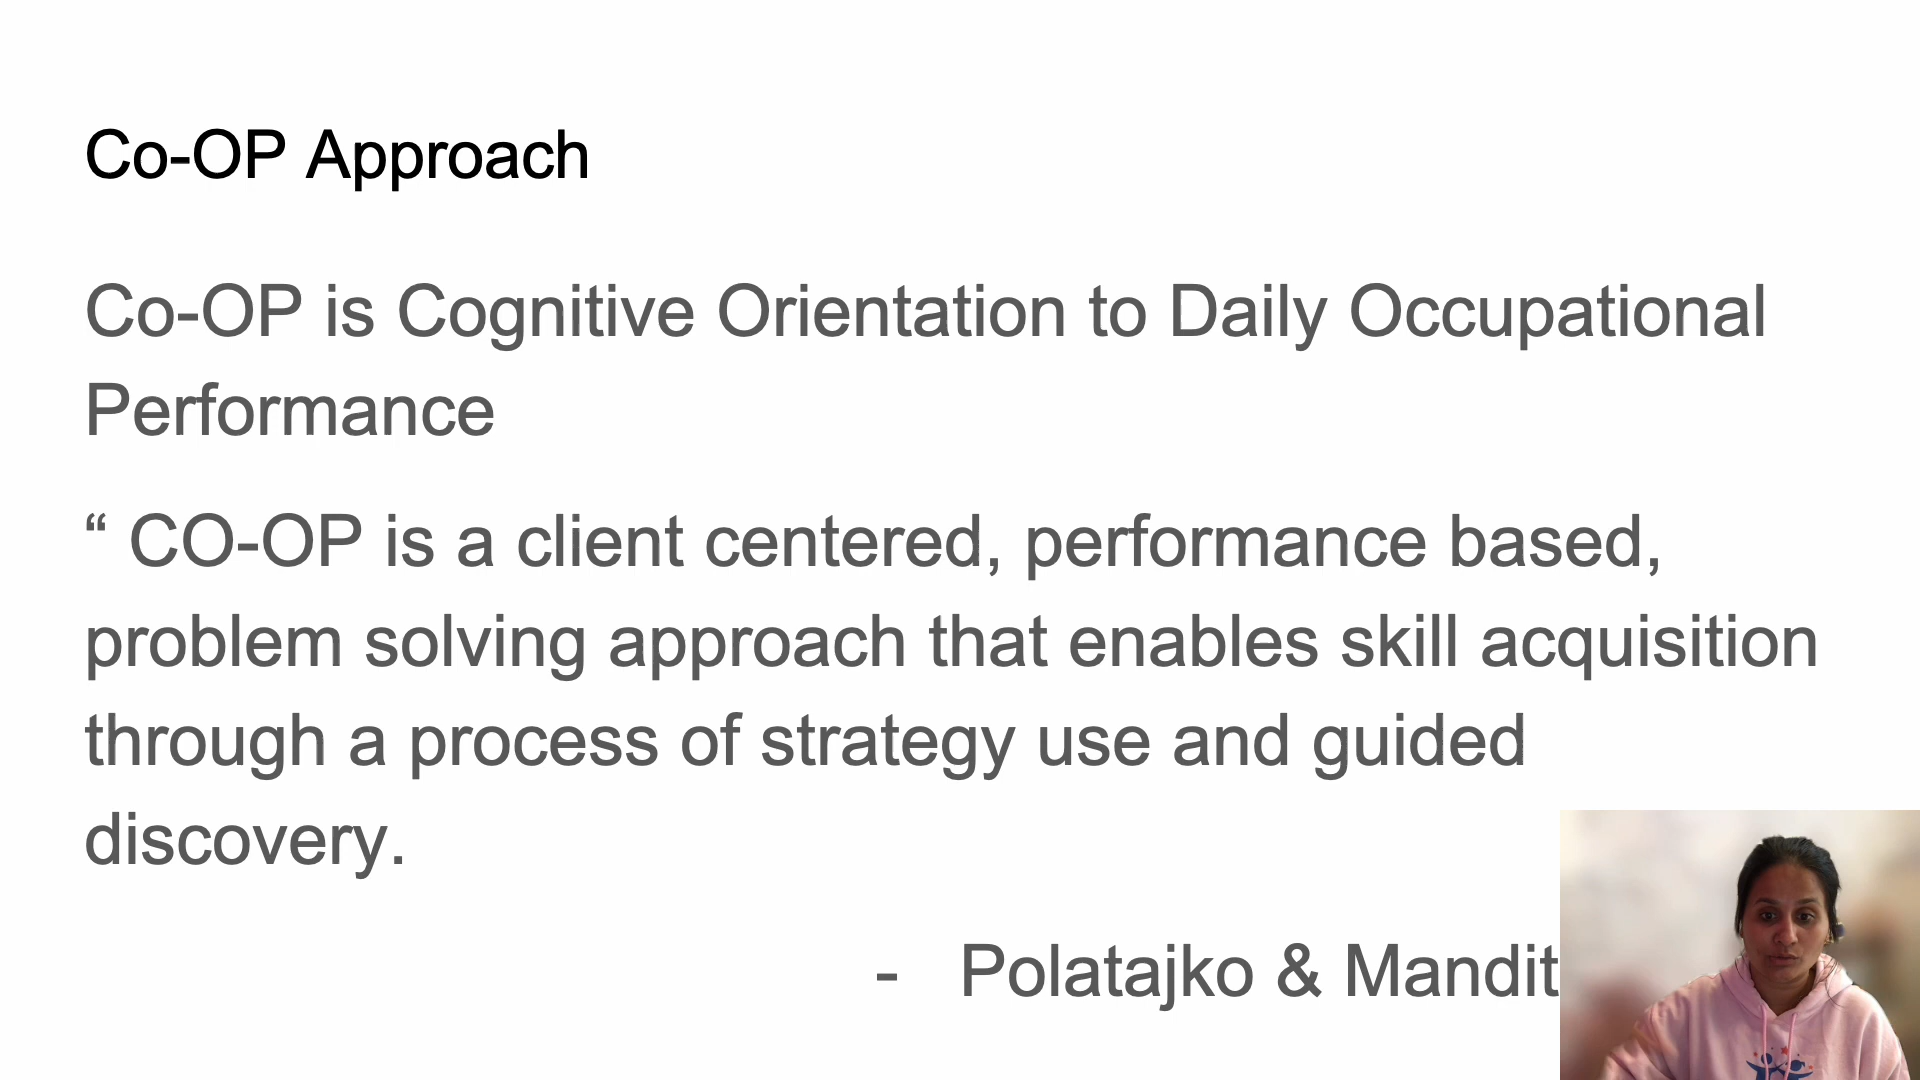 Co-OP Approach
Co-OP is Cognitive Orientation to Daily Occupational
Performance
“ CO-OP is a client centered, performance based,
problem solving approach that enables skill acquisition
through a process of strategy use and guided
discovery.
- Polatajko & Mandit